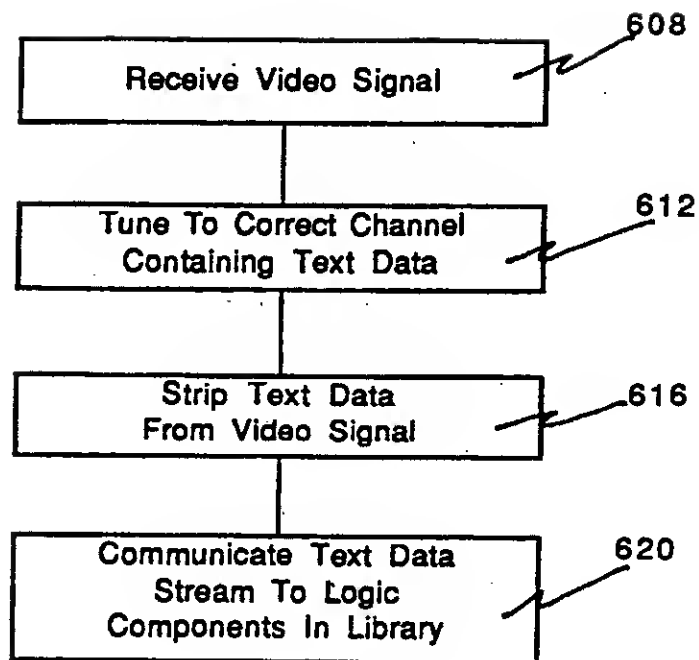 608
Receive Video Signal
612
Tune To Correct Channel
Containing Text Data
616
Strip Text Data
From Video Signal
620
Communicate Text Data
Stream To Logic
Components In Library